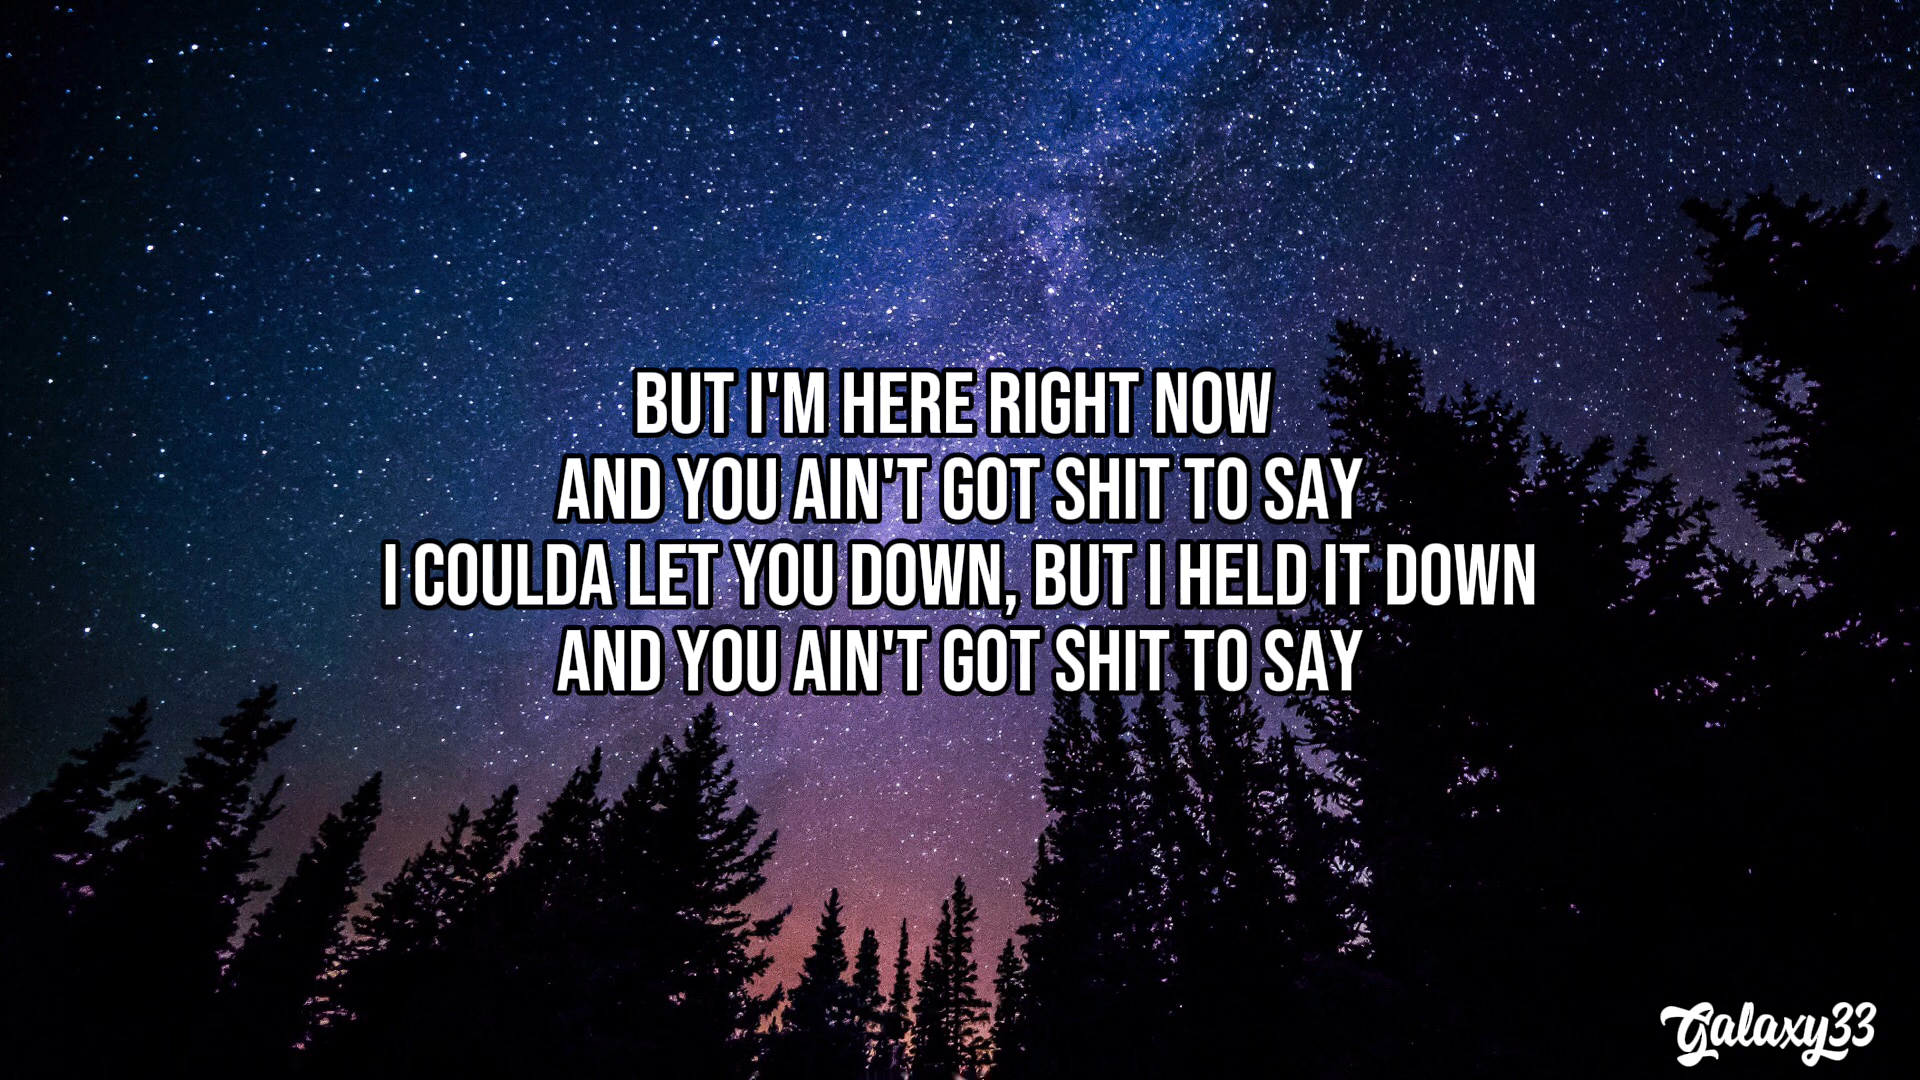 BUT I'M HERE RIGHT NOW
AND YOU AIN'T GOT SHIT TO SAY
I COULDA LET YOU DOWN, BUT I HELD IT DOWN
AND YOU AIN'T GOT SHIT TO SAY
Galaxy33